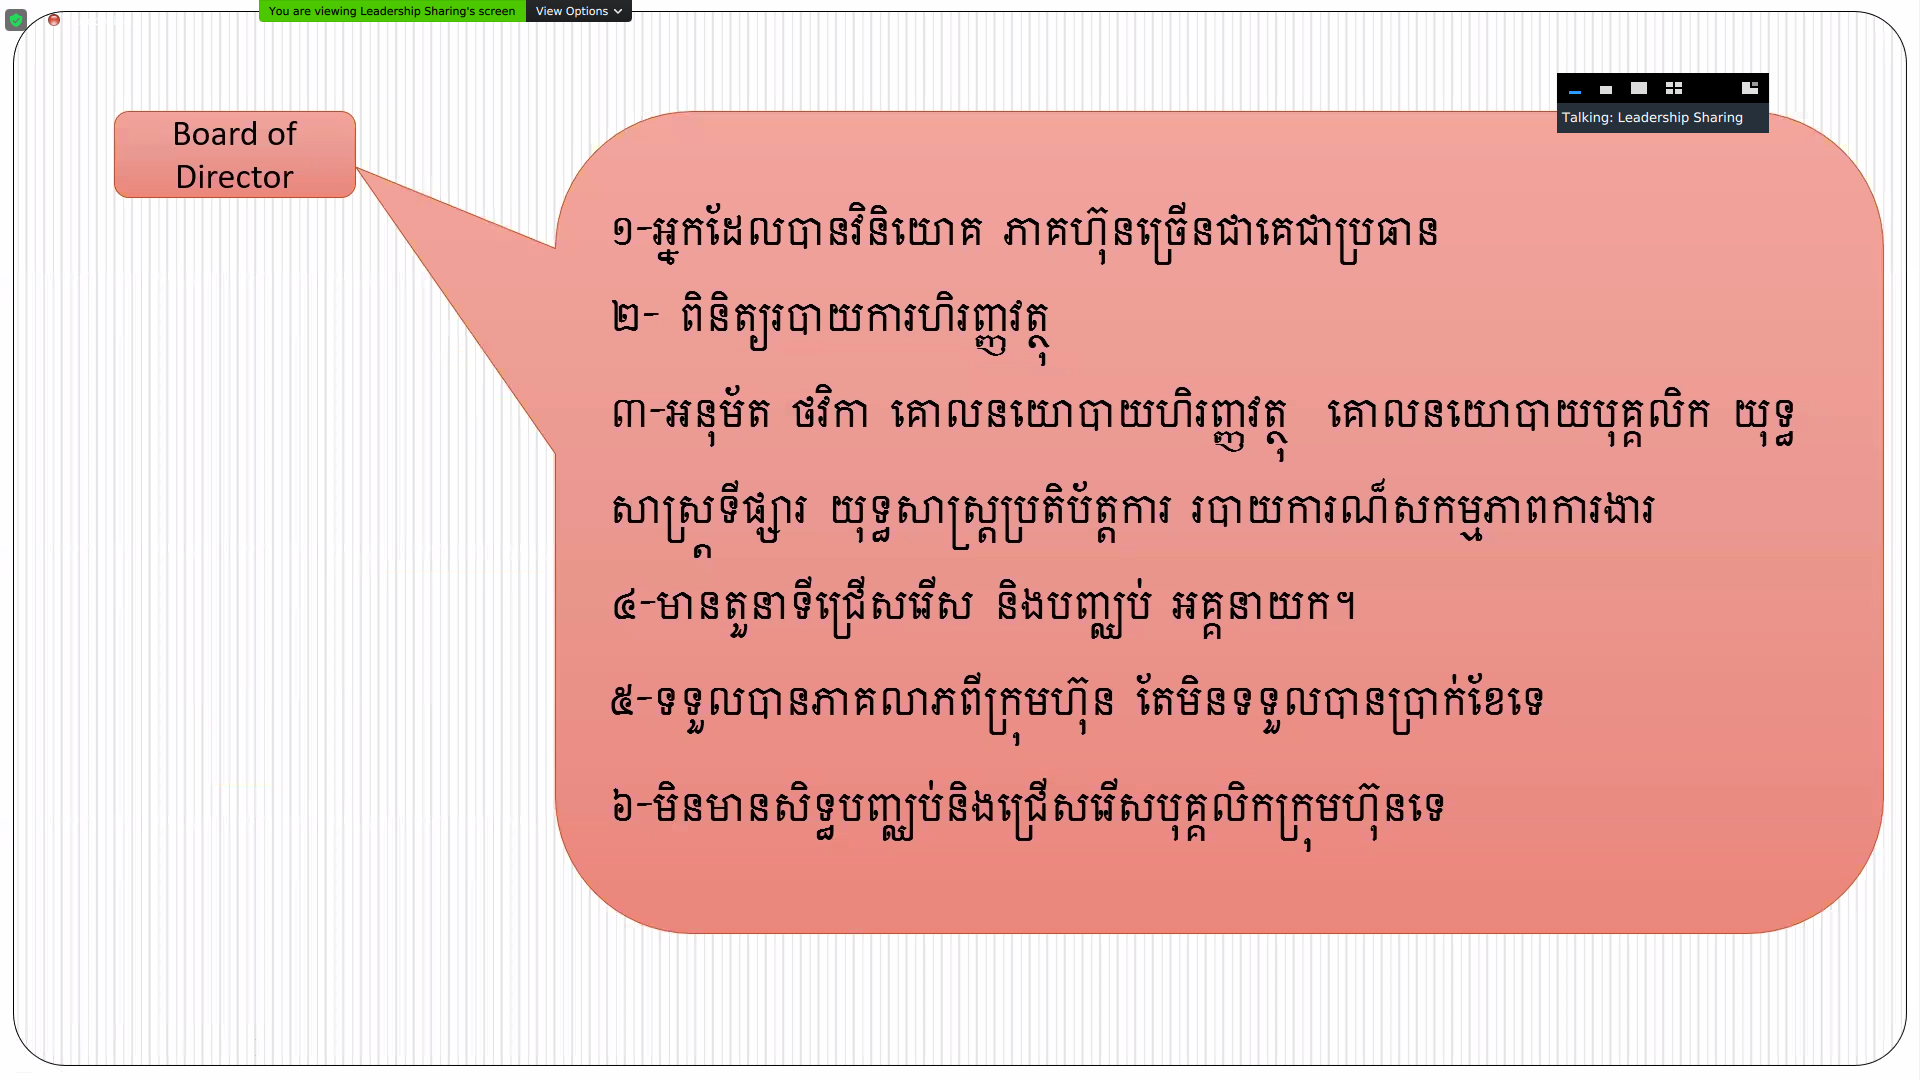 You are viewing Leadership Sharing's screen
View Options
Talking: Leadership Sharing
Board of
Director
១-អ្នកដែលបានវិនិយោគ ភាគហ៊ុនច្រើនជាគេជាប្រធាន
២- ពិនិត្យរបាយការហិរញ្ញវត្ថុ
៣-អនុម័ត ថវិកា គោលនយោបាយហិរញ្ញវត្ថុ គោលនយោបាយបុគ្គលិក យុទ្ធ
សាស្ត្រទីផ្សារ យុទ្ធសាស្ត្រប្រតិប័ត្តការ របាយការណ៏សកម្មភាពការងារ
៤-មានតួនាទីជ្រើសរើស និងបញ្ឈប់ អគ្គនាយក។
៥-ទទួលបានភាគលាភពីក្រុមហ៊ុន តែមិនទទួលបានប្រាក់ខែទេ
៦-មិនមានសិទ្ធបញ្ឈប់និងជ្រើសរើសបុគ្គលិកក្រុមហ៊ុនទេ